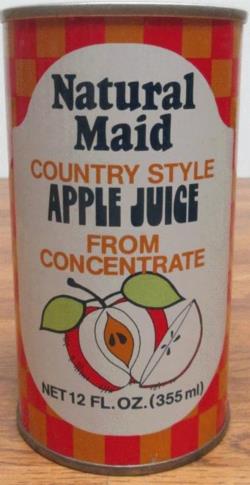 Natural
Maid
COUNTRY STYLE
APPLE JUICE
FROM
CONCENTRATE
NET 12 FL. OZ. (355 ml)